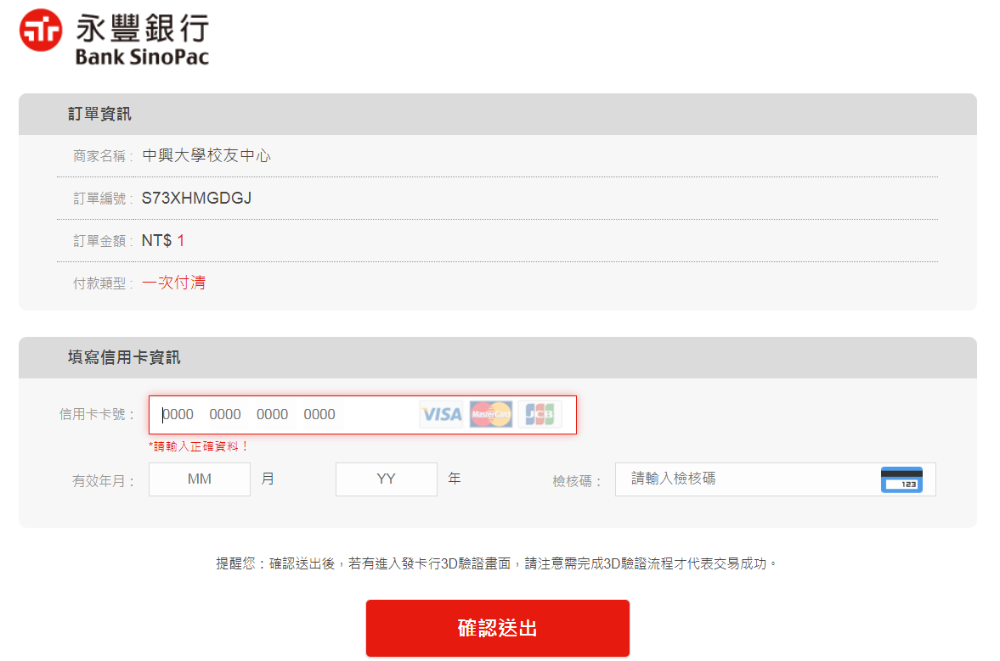 永豐銀行
Bank SinoPac
訂單資訊
商家名稱 : 中興大學校友中心
訂單編號 : S73XHMGDGJ
訂單金額 : NT$ 1
付款類型 : 一次付清
填寫信用卡資訊
信用卡卡號 : 0000 0000 0000 0000 VISA MasterCard JCB
*請輸入正確資料！
有效年月 : MM 月 YY 年 檢核碼 : 請輸入檢核碼 123
提醒您：確認送出後，若有進入發卡行3D驗證畫面，請注意需完成3D驗證流程才代表交易成功。
確認送出